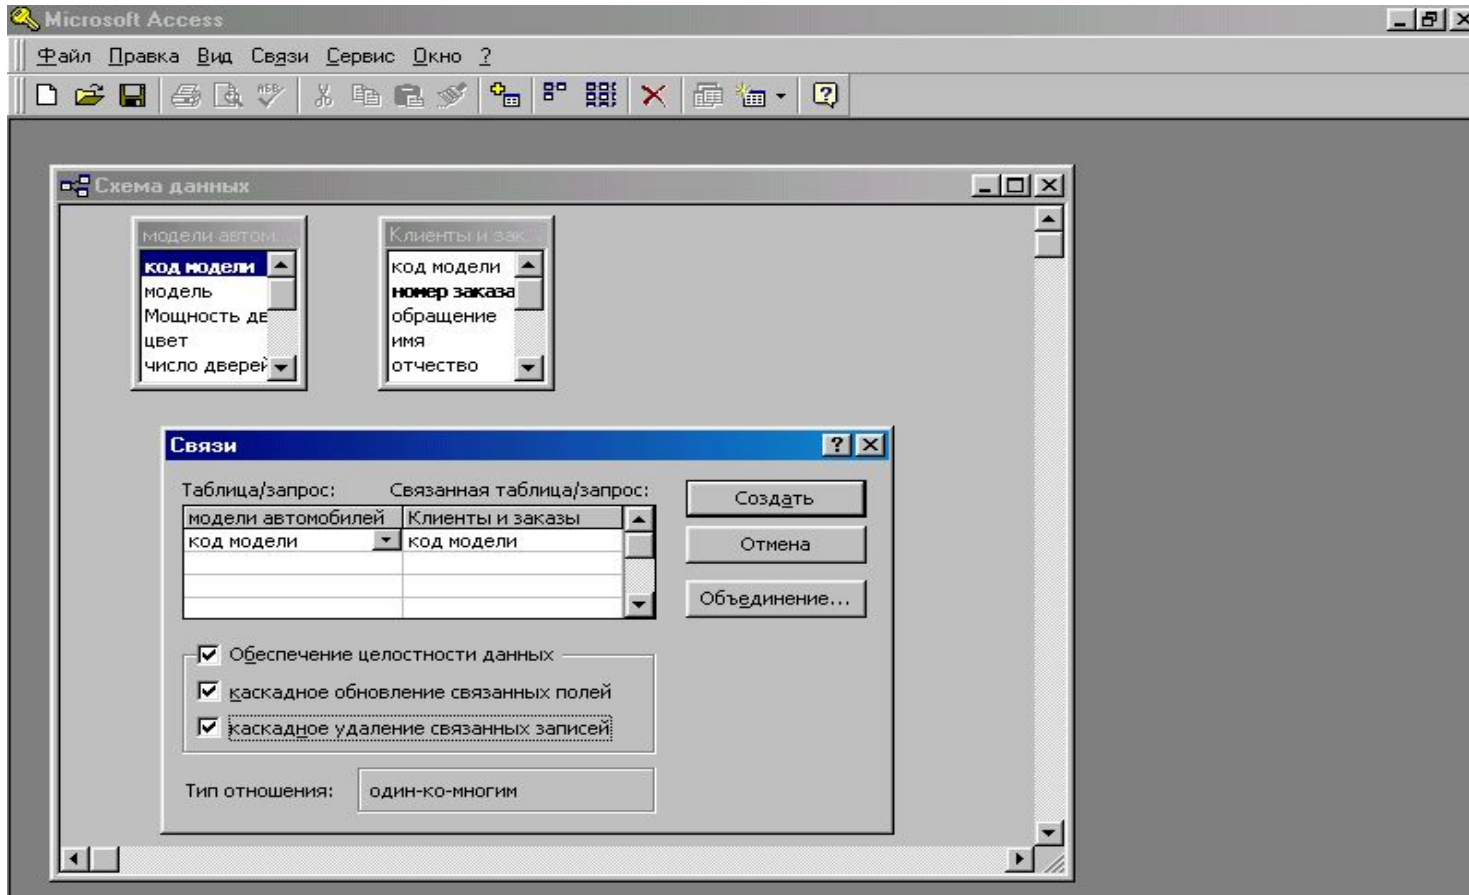 Microsoft Access
Файл Правка Вид Связи Сервис Окно ?
Схема данных
модели автом...
код модели
модель
Мощность дв
цвет
число дверей
Клиенты и зак...
код модели
номер заказа
обращение
имя
отчество
Связи
Таблица/запрос: Связанная таблица/запрос:
модели автомобилей Клиенты и заказы
код модели код модели
Создать
Отмена
Объединение...
Обеспечение целостности данных
каскадное обновление связанных полей
каскадное удаление связанных записей
Тип отношения: один-ко-многим